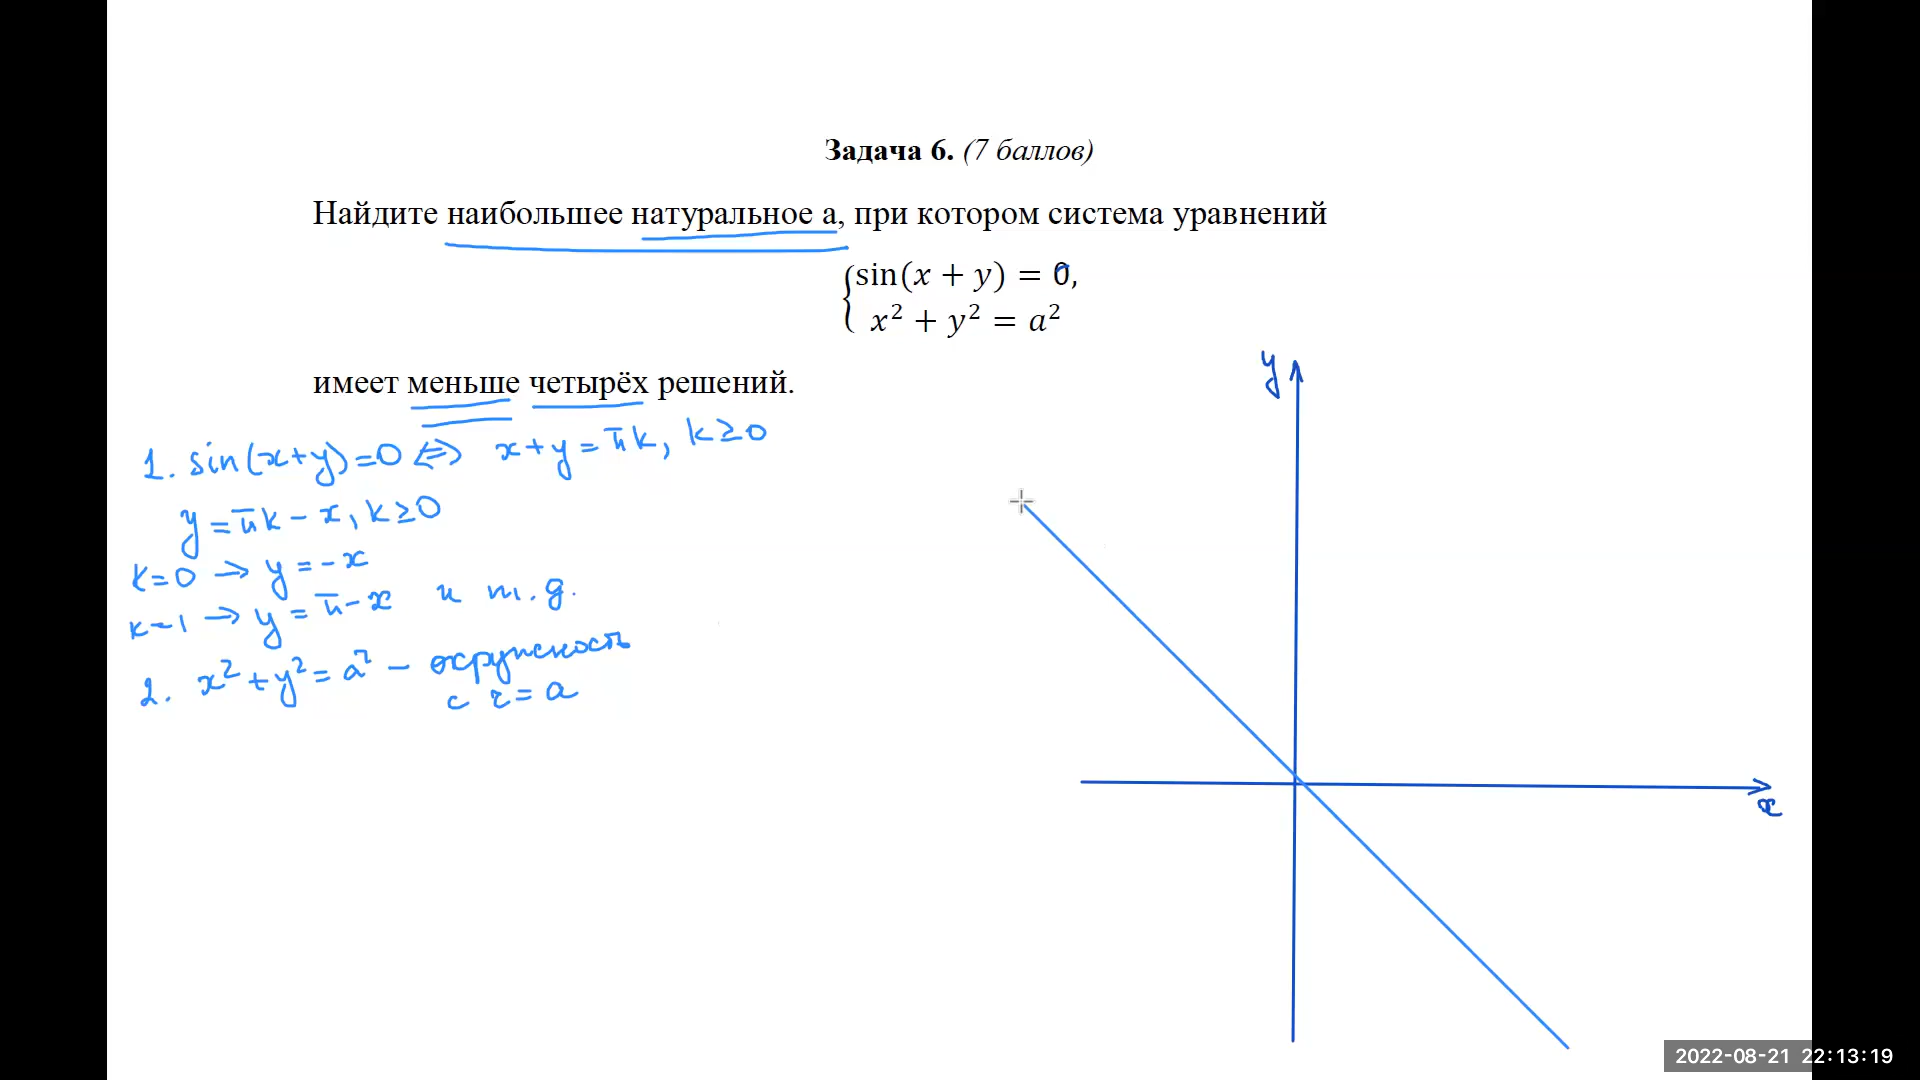 Задача 6. (7 баллов)
Найдите наибольшее натуральное a, при котором система уравнений
sin(x + y) = 0,
x² + y² = a²
имеет меньше четырёх решений.
1. sin(x+y)=0 ⇔ x+y=πk, k≥0
y=πk-x, k≥0
k=0 → y=-x
k=1 → y=π-x и т.д.
2. x²+y²=a² - окружность
с r=a
y
x
2022-08-21 22:13:19